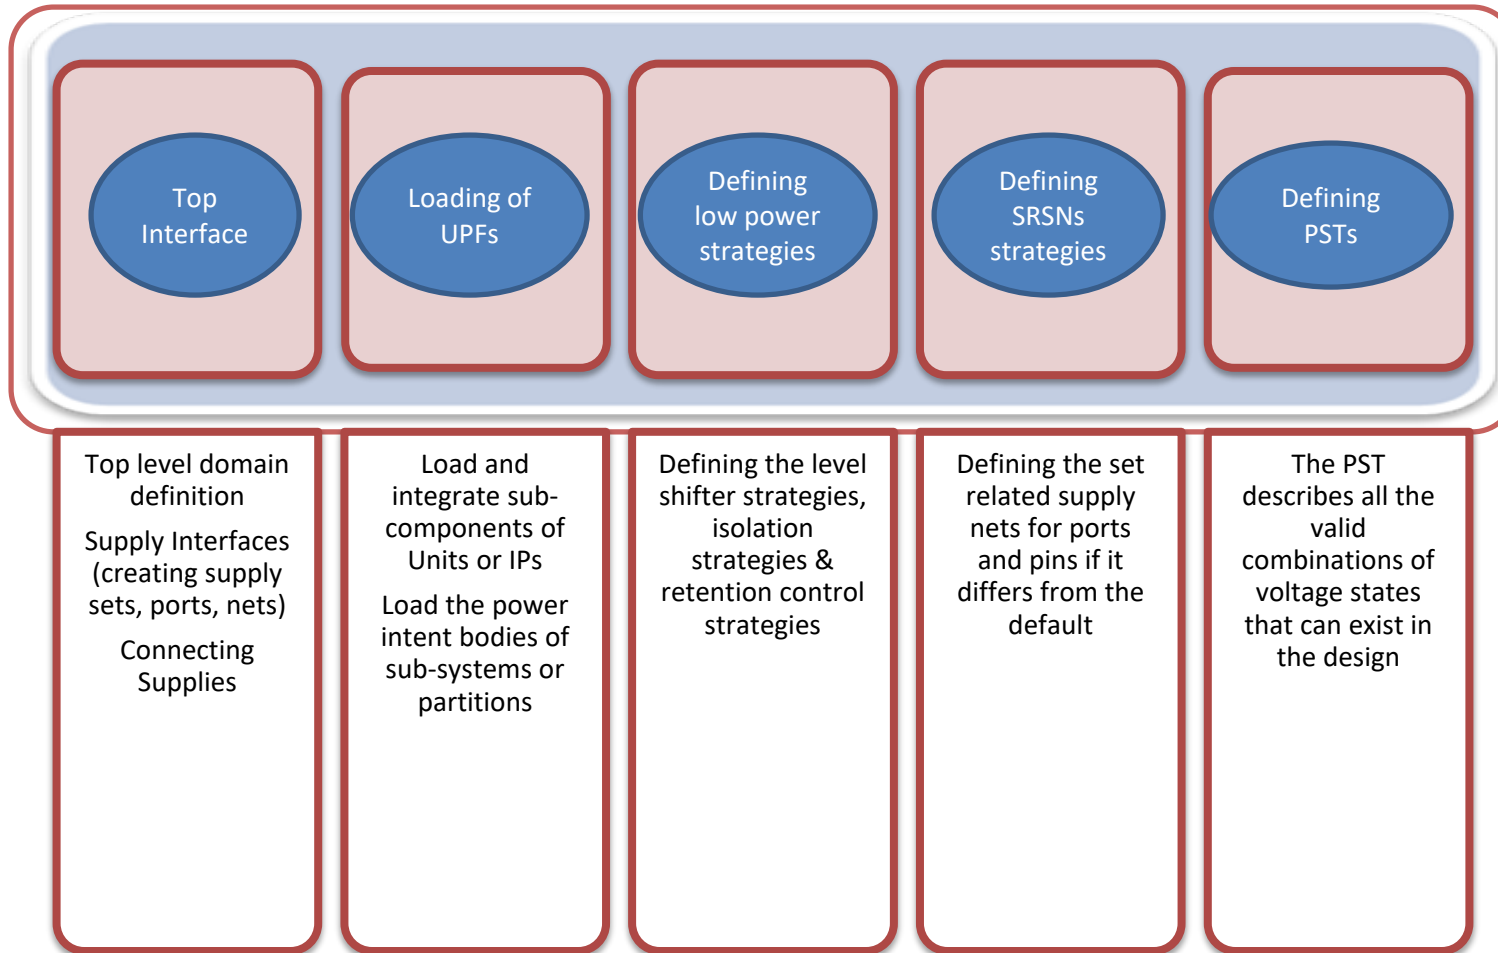 Top
Interface
Loading of
UPFs
Defining
low power
strategies
Defining
SRSNs
strategies
Defining
PSTs
Top level domain
definition
Supply Interfaces
(creating supply
sets, ports, nets)
Connecting
Supplies
Load and
integrate sub-
components of
Units or IPs
Load the power
intent bodies of
sub-systems or
partitions
Defining the level
shifter strategies,
isolation
strategies &
retention control
strategies
Defining the set
related supply
nets for ports
and pins if it
differs from the
default
The PST
describes all the
valid
combinations of
voltage states
that can exist in
the design